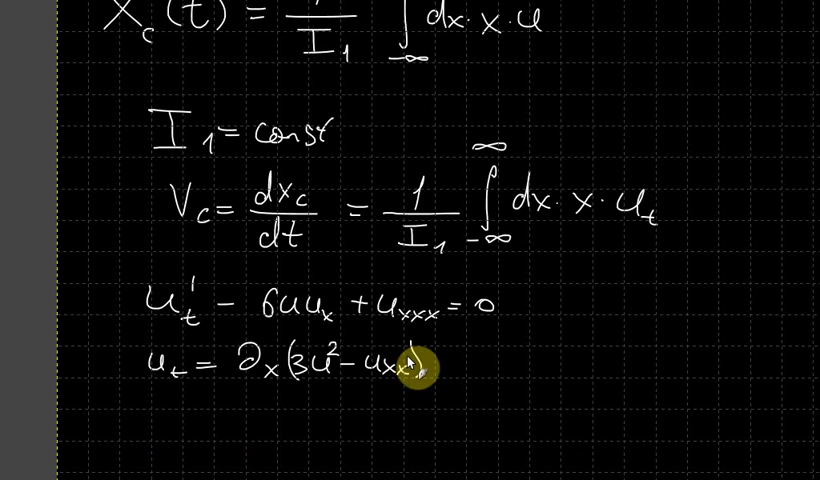 X_c(t) = 1/I_1 ∫_{-∞} dx · x · u
I_1 = const
V_c = dx_c/dt = 1/I_1 ∫_{-∞}^{∞} dx · x · u_t
u_t' - 6uu_x + u_xxx = 0
u_t = ∂_x(3u² - u_xx)